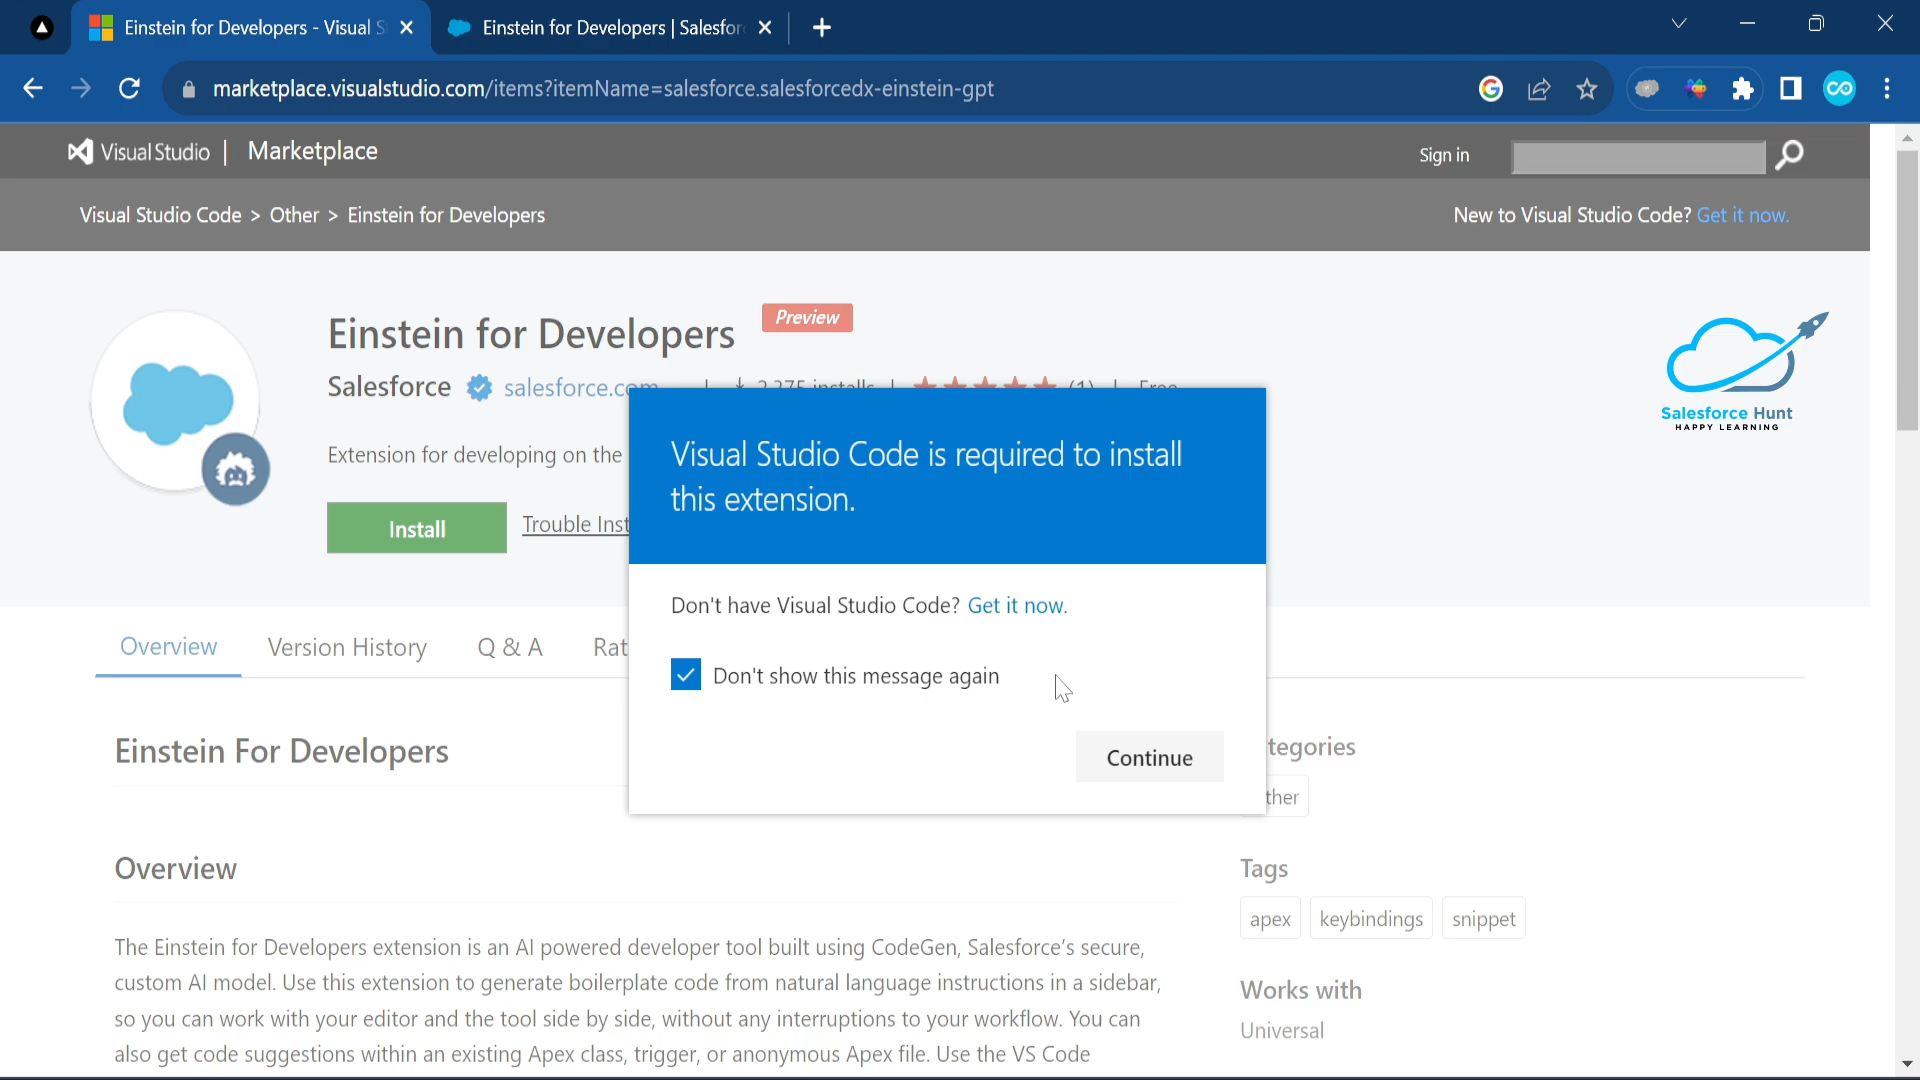 Einstein for Developers - Visual S
Einstein for Developers | Salesfor
marketplace.visualstudio.com/items?itemName=salesforce.salesforcedx-einstein-gpt
Visual Studio | Marketplace
Sign in
Visual Studio Code > Other > Einstein for Developers
New to Visual Studio Code? Get it now.
Einstein for Developers
Preview
Salesforce
salesforce.com
| 2,275 installs | (1) | Free
Salesforce Hunt
HAPPY LEARNING
Extension for developing on the
Install
Trouble Inst
Visual Studio Code is required to install
this extension.
Don't have Visual Studio Code? Get it now.
Don't show this message again
Continue
Overview
Version History
Q & A
Rat
Einstein For Developers
tegories
ther
Overview
Tags
apex
keybindings
snippet
The Einstein for Developers extension is an AI powered developer tool built using CodeGen, Salesforce's secure,
custom AI model. Use this extension to generate boilerplate code from natural language instructions in a sidebar,
so you can work with your editor and the tool side by side, without any interruptions to your workflow. You can
also get code suggestions within an existing Apex class, trigger, or anonymous Apex file. Use the VS Code
Works with
Universal